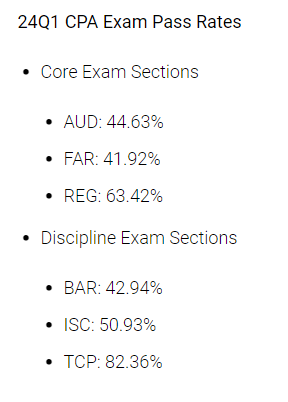 24Q1 CPA Exam Pass Rates
Core Exam Sections
AUD: 44.63%
FAR: 41.92%
REG: 63.42%
Discipline Exam Sections
BAR: 42.94%
ISC: 50.93%
TCP: 82.36%